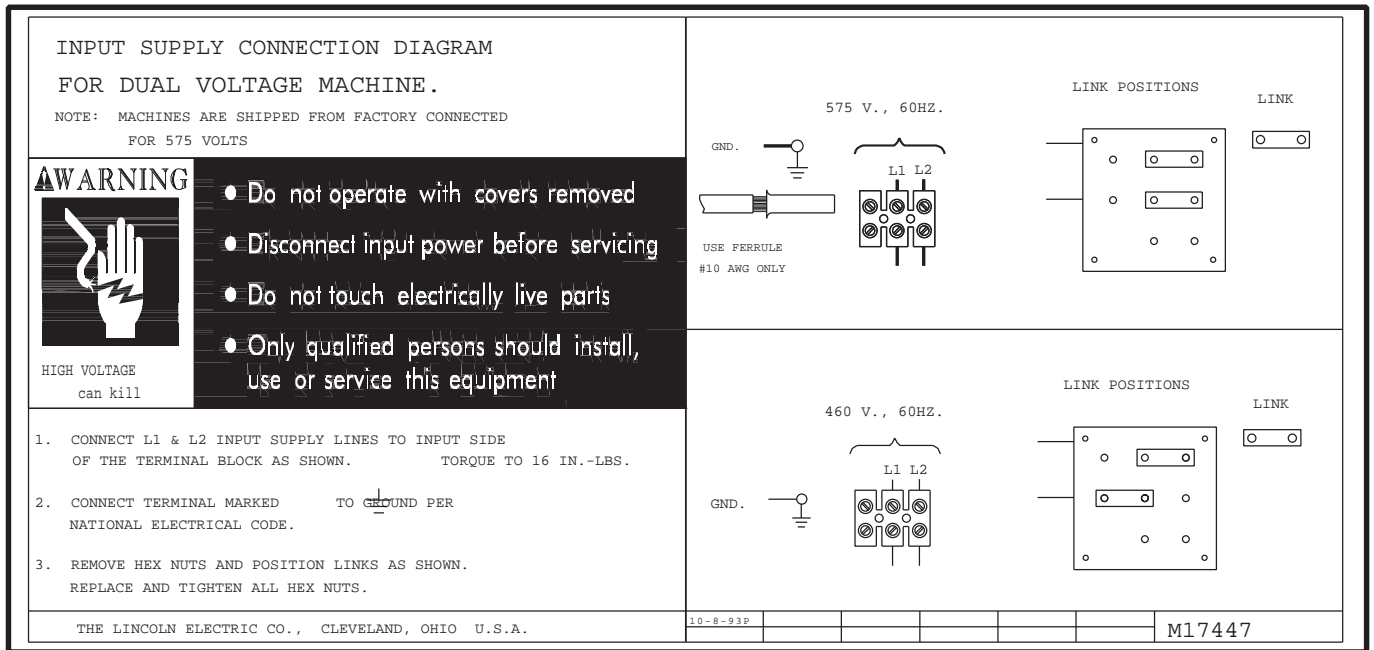 INPUT SUPPLY CONNECTION DIAGRAM
FOR DUAL VOLTAGE MACHINE.
NOTE: MACHINES ARE SHIPPED FROM FACTORY CONNECTED
FOR 575 VOLTS
WARNING
HIGH VOLTAGE
can kill
• Do not operate with covers removed
• Disconnect input power before servicing
• Do not touch electrically live parts
• Only qualified persons should install,
use or service this equipment
1. CONNECT L1 & L2 INPUT SUPPLY LINES TO INPUT SIDE
OF THE TERMINAL BLOCK AS SHOWN. TORQUE TO 16 IN.-LBS.
2. CONNECT TERMINAL MARKED TO GROUND PER
NATIONAL ELECTRICAL CODE.
3. REMOVE HEX NUTS AND POSITION LINKS AS SHOWN.
REPLACE AND TIGHTEN ALL HEX NUTS.
THE LINCOLN ELECTRIC CO., CLEVELAND, OHIO U.S.A.
575 V., 60HZ.
LINK POSITIONS
LINK
GND.
L1 L2
USE FERRULE
#10 AWG ONLY
460 V., 60HZ.
LINK POSITIONS
LINK
L1 L2
GND.
10-8-93P
M17447